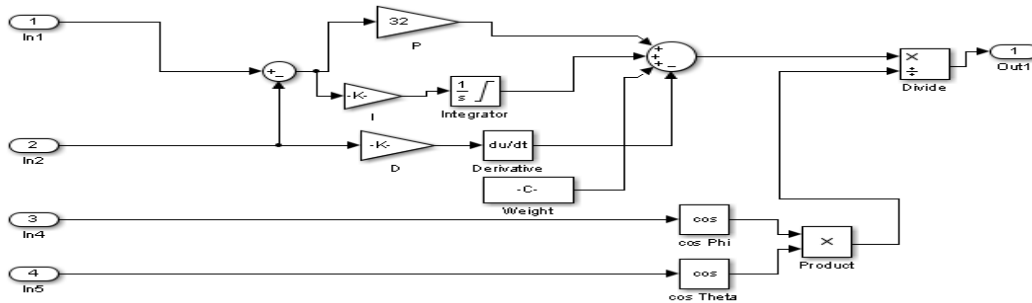 1
In1
32
P
1
Out1
+
-
+
+
+
-
×
÷
Divide
-K-
I
1
s
Integrator
2
In2
-K-
D
du/dt
Derivative
-C-
Weight
3
In4
cos
cos Phi
×
Product
4
In5
cos
cos Theta